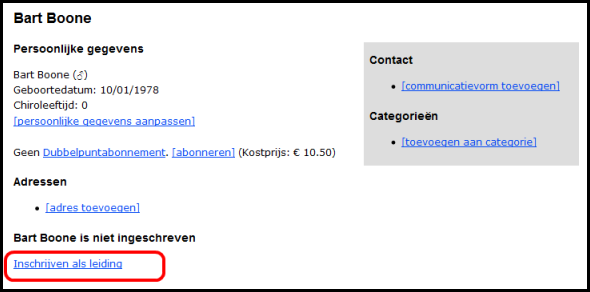 Bart Boone
Persoonlijke gegevens
Bart Boone (♂)
Geboortedatum: 10/01/1978
Chiroleeftijd: 0
[persoonlijke gegevens aanpassen]
Geen Dubbelpuntabonnement. [abonneren] (Kostprijs: € 10.50)
Adressen
• [adres toevoegen]
Bart Boone is niet ingeschreven
Inschrijven als leiding
Contact
• [communicatievorm toevoegen]
Categorieën
• [toevoegen aan categorie]